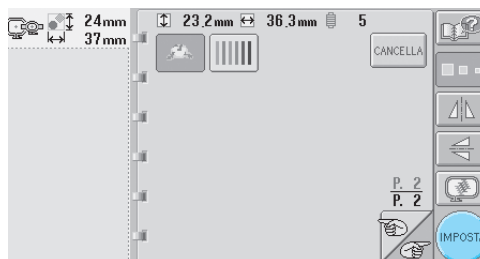 24mm
37mm
23.2mm 36.3mm 5
CANCELLA
P. 2
P. 2
IMPOSTA